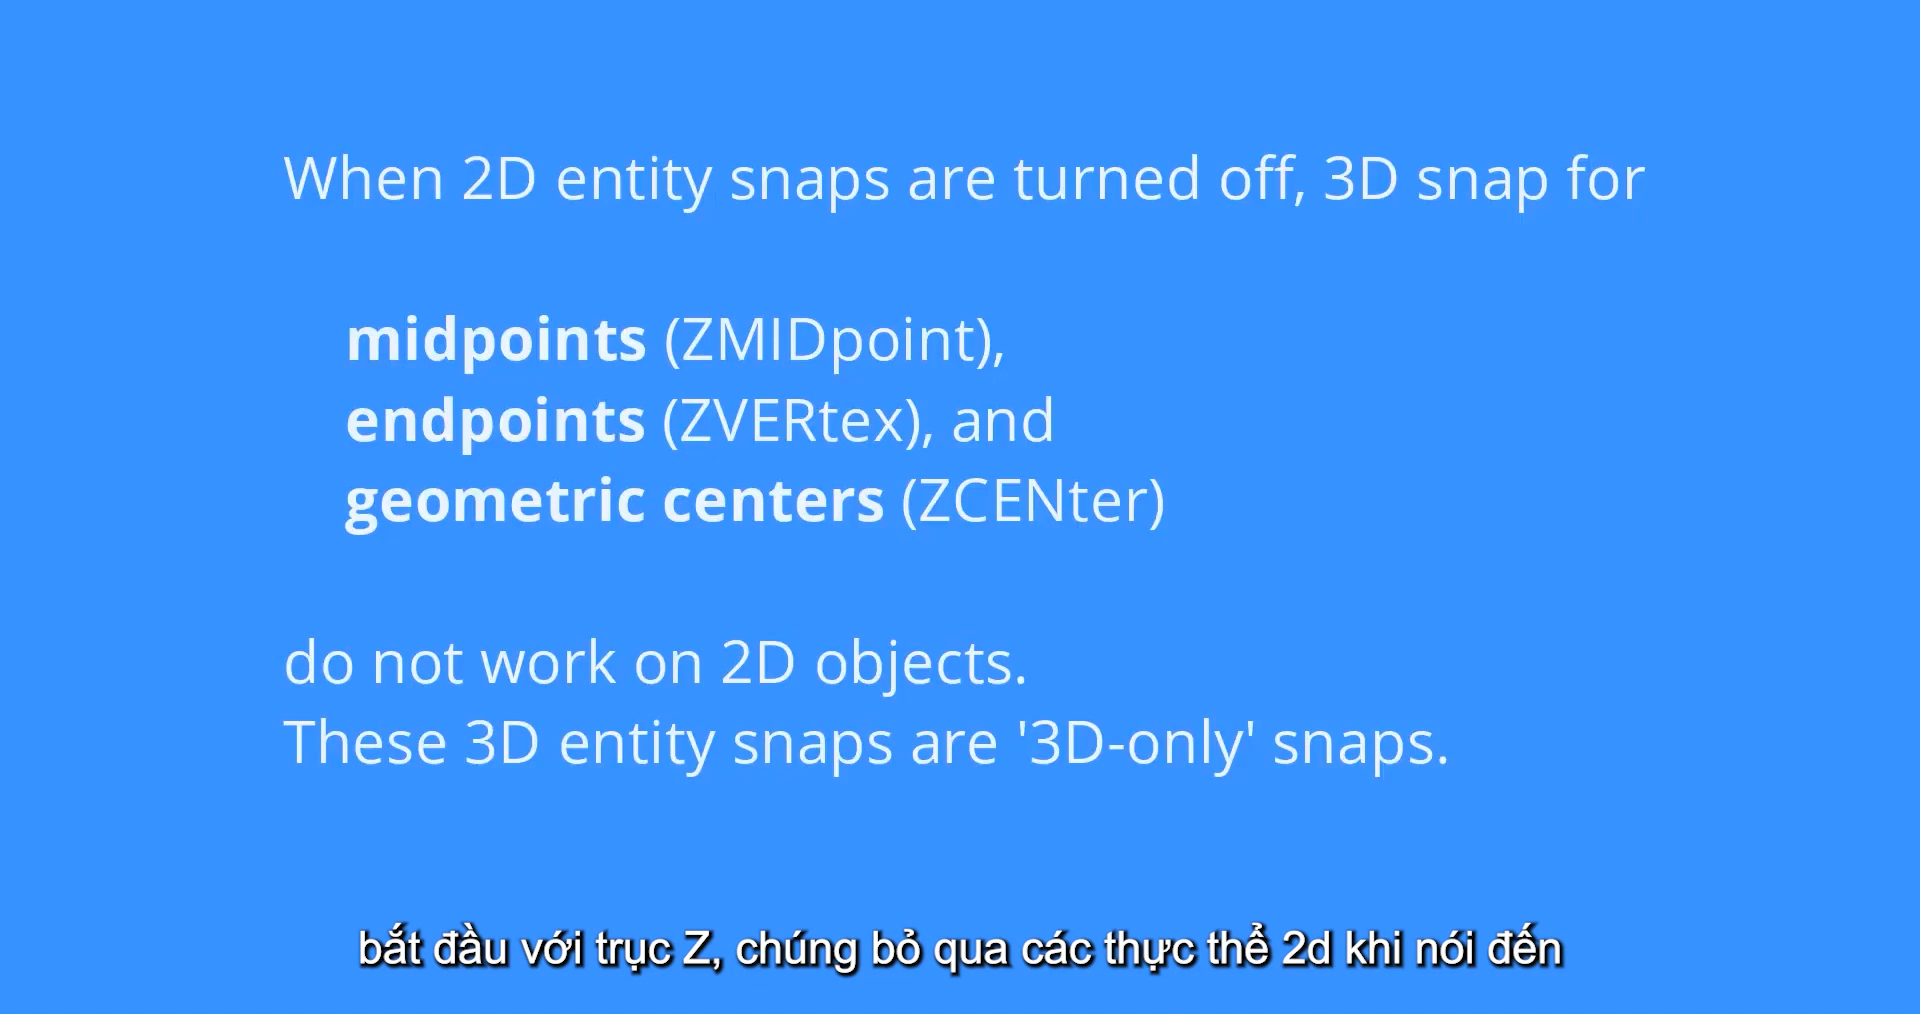 When 2D entity snaps are turned off, 3D snap for
midpoints (ZMIDpoint),
endpoints (ZVERtex), and
geometric centers (ZCENter)
do not work on 2D objects.
These 3D entity snaps are '3D-only' snaps.
bắt đầu với trục Z, chúng bỏ qua các thực thể 2d khi nói đến